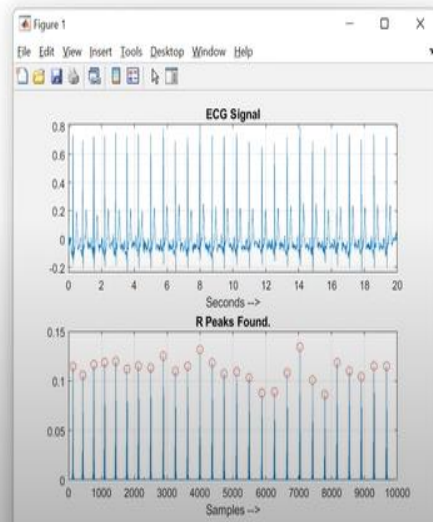 Figure 1
File Edit View Insert Tools Desktop Window Help
ECG Signal
0.8
0.6
0.4
0.2
0
-0.2
0 2 4 6 8 10 12 14 16 18 20
Seconds -->
R Peaks Found.
0.15
0.1
0.05
0
0 1000 2000 3000 4000 5000 6000 7000 8000 9000 10000
Samples -->